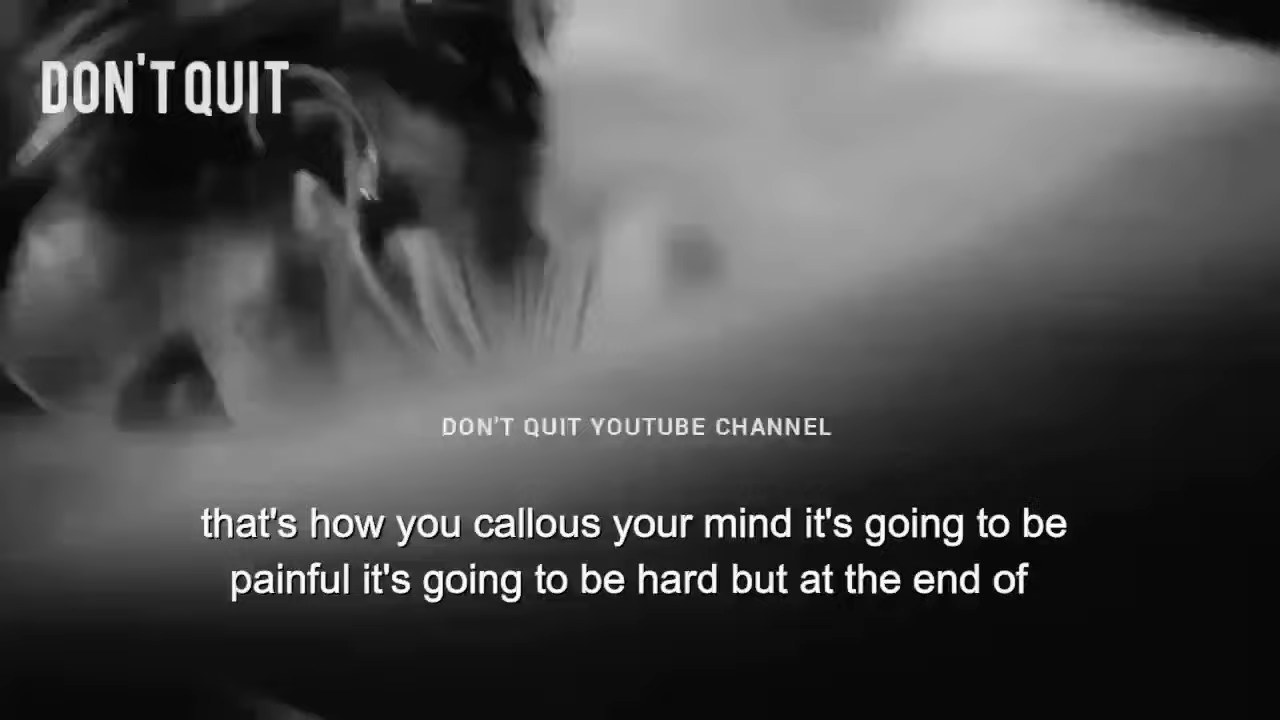 DON'T QUIT
DON'T QUIT YOUTUBE CHANNEL
that's how you callous your mind it's going to be
painful it's going to be hard but at the end of